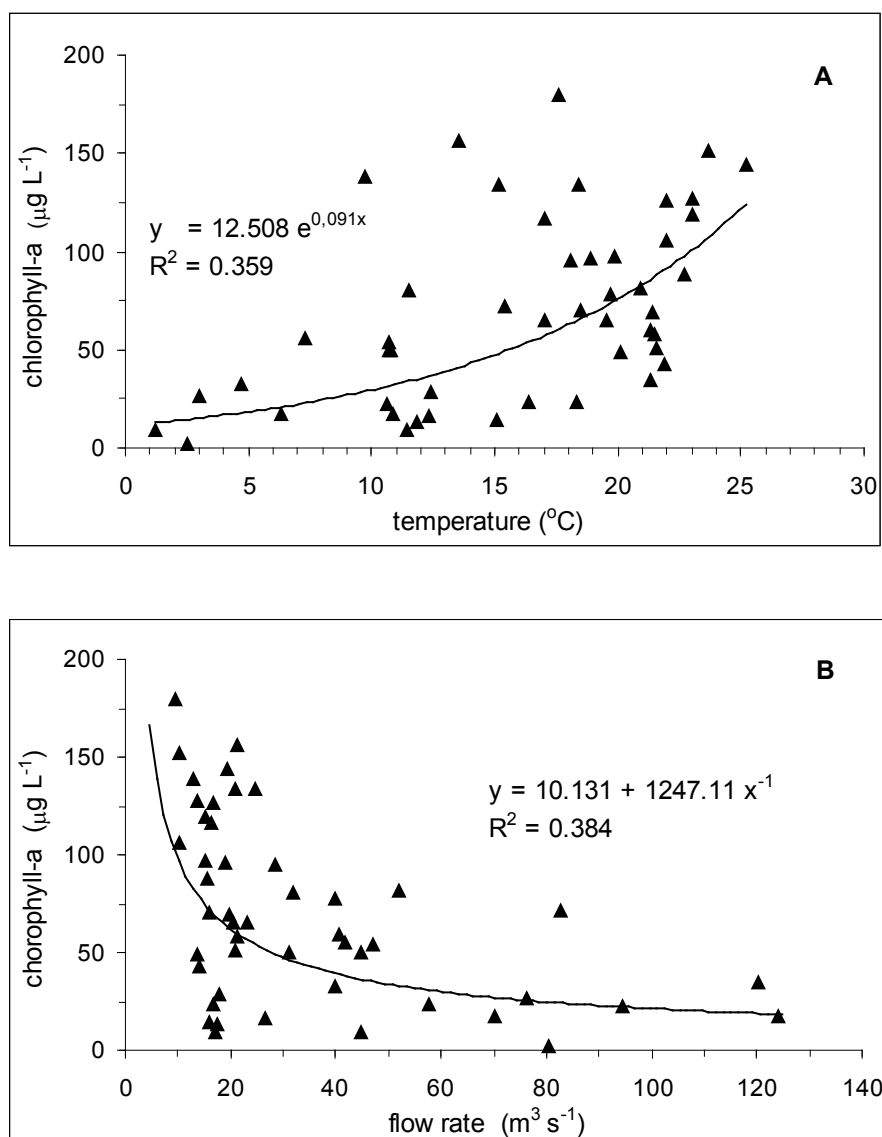 A
200
150
100
50
0
chlorophyll-a (μg L⁻¹)
y = 12.508 e^0,091x
R² = 0.359
0 5 10 15 20 25 30
temperature (°C)
B
200
150
100
50
0
chorophyll-a (μg L⁻¹)
y = 10.131 + 1247.11 x⁻¹
R² = 0.384
0 20 40 60 80 100 120 140
flow rate (m³ s⁻¹)